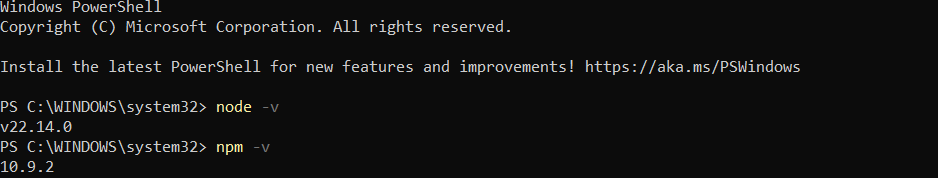 Windows PowerShell
Copyright (C) Microsoft Corporation. All rights reserved.
Install the latest PowerShell for new features and improvements! https://aka.ms/PSWindows
PS C:\WINDOWS\system32> node -v
v22.14.0
PS C:\WINDOWS\system32> npm -v
10.9.2